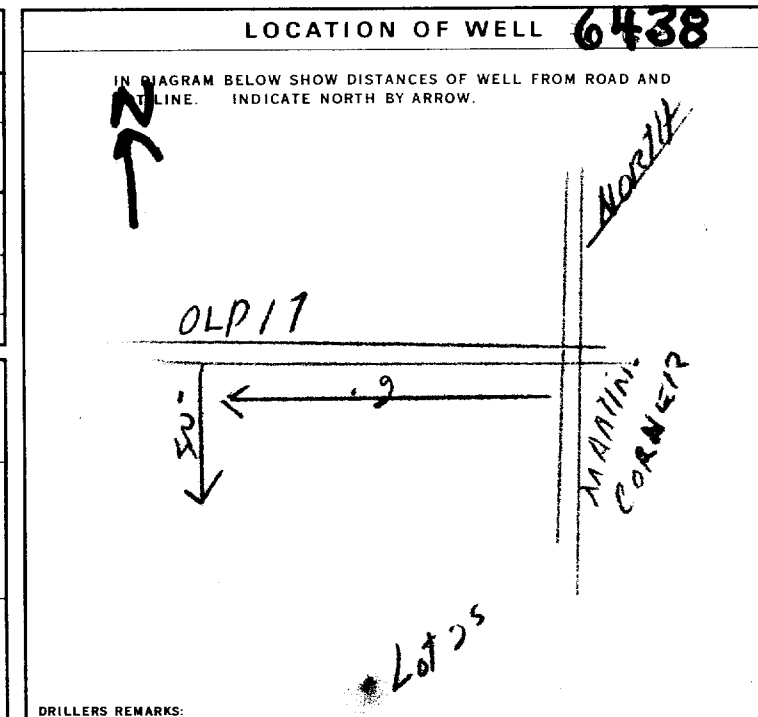 LOCATION OF WELL 6438
IN DIAGRAM BELOW SHOW DISTANCES OF WELL FROM ROAD AND
LOT LINE. INDICATE NORTH BY ARROW.
N
NORTH
OLD 17
50'
.9
CORNER
Lot 25
DRILLERS REMARKS: